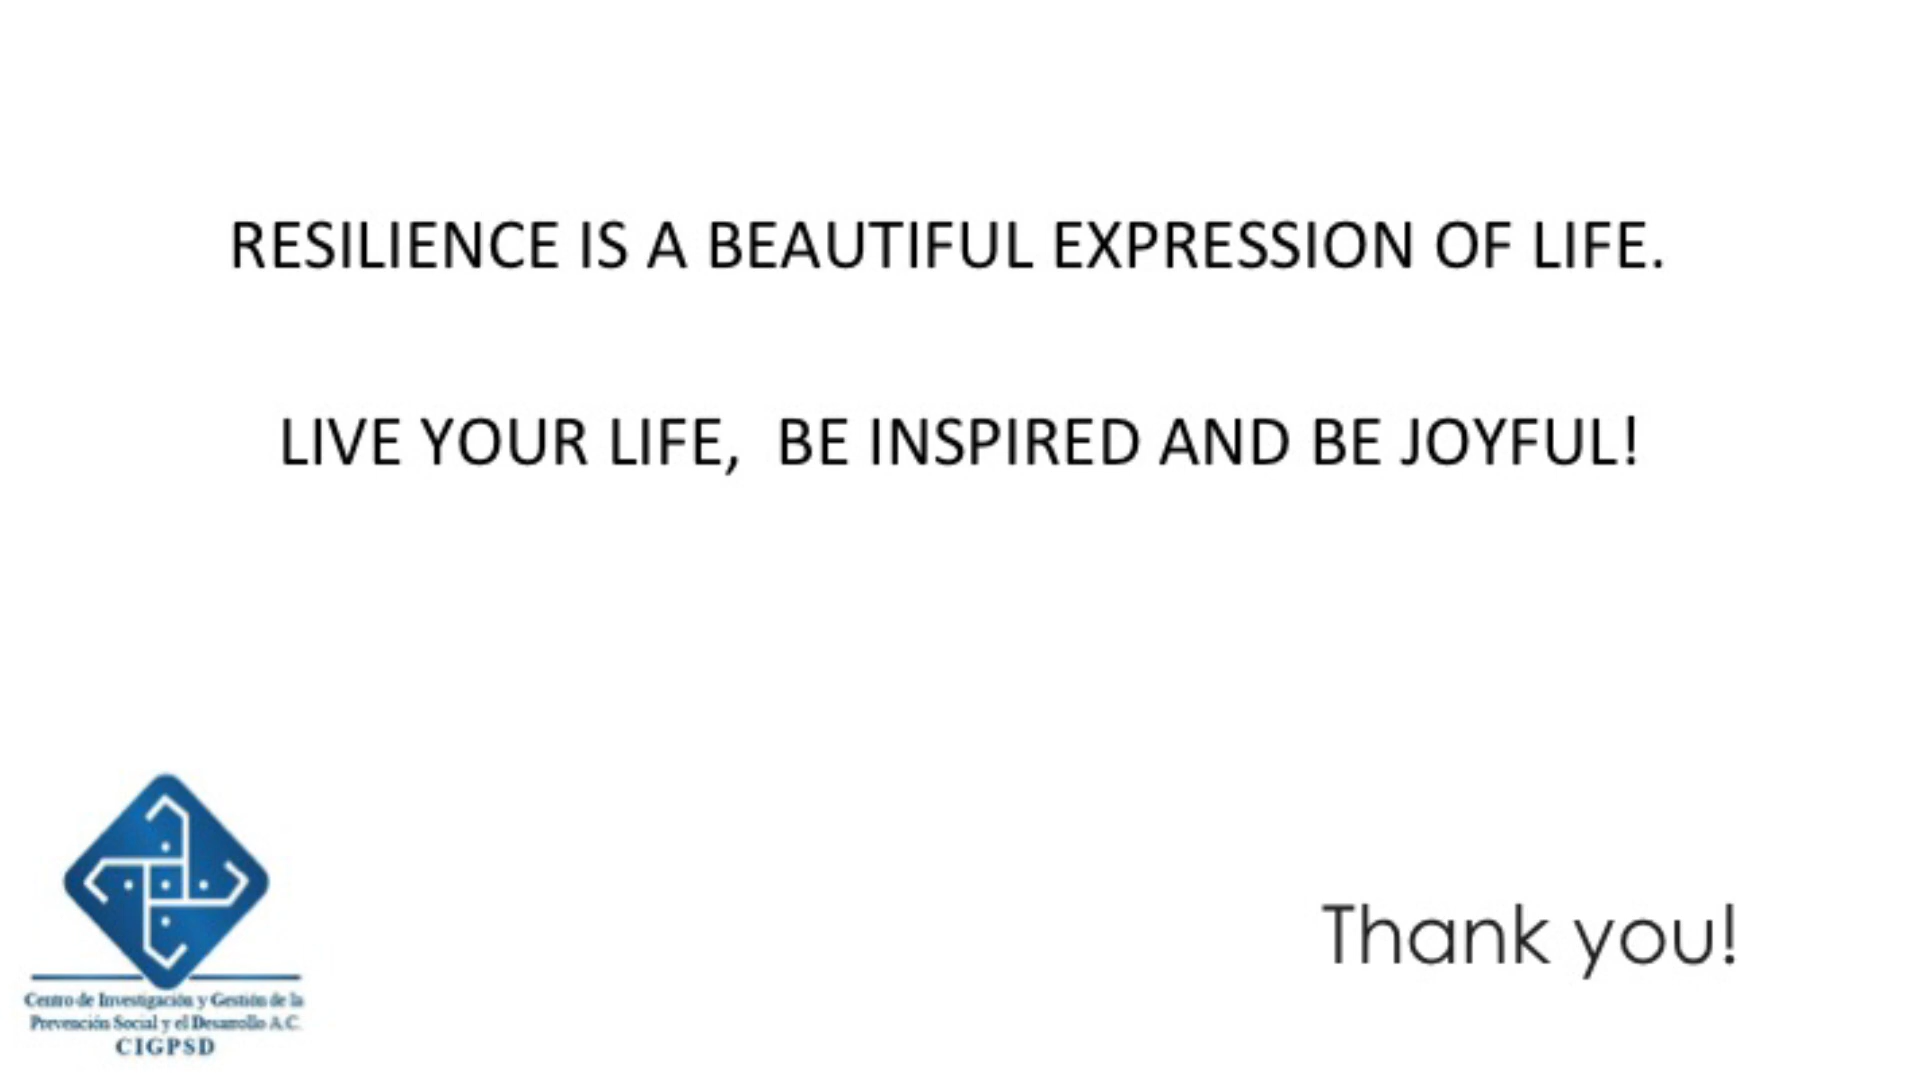 RESILIENCE IS A BEAUTIFUL EXPRESSION OF LIFE.
LIVE YOUR LIFE,  BE INSPIRED AND BE JOYFUL!
Thank you!
Centro de Investigación y Gestión de la
Prevención Social y el Desarrollo A.C.
CIGPSD